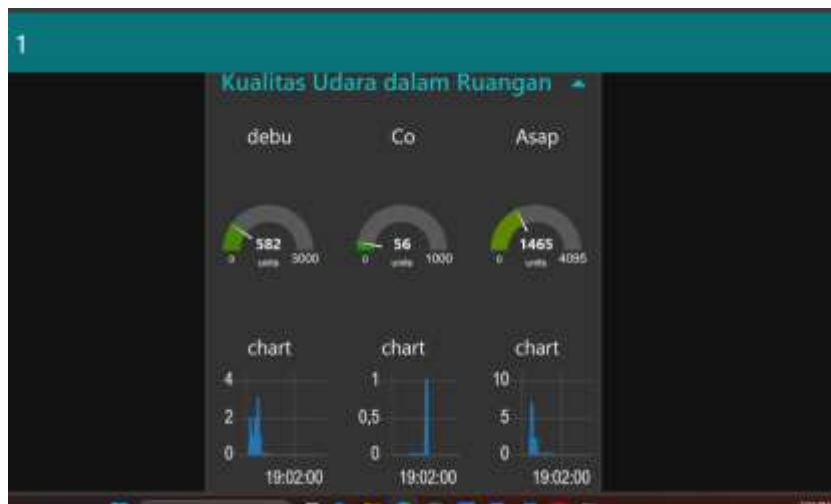 1
Kualitas Udara dalam Ruangan
debu Co Asap
582 56 1465
0 units 3000 0 units 1000 0 units 4095
chart chart chart
4 1 10
2 0,5 5
0 0 0
19:02:00 19:02:00 19:02:00